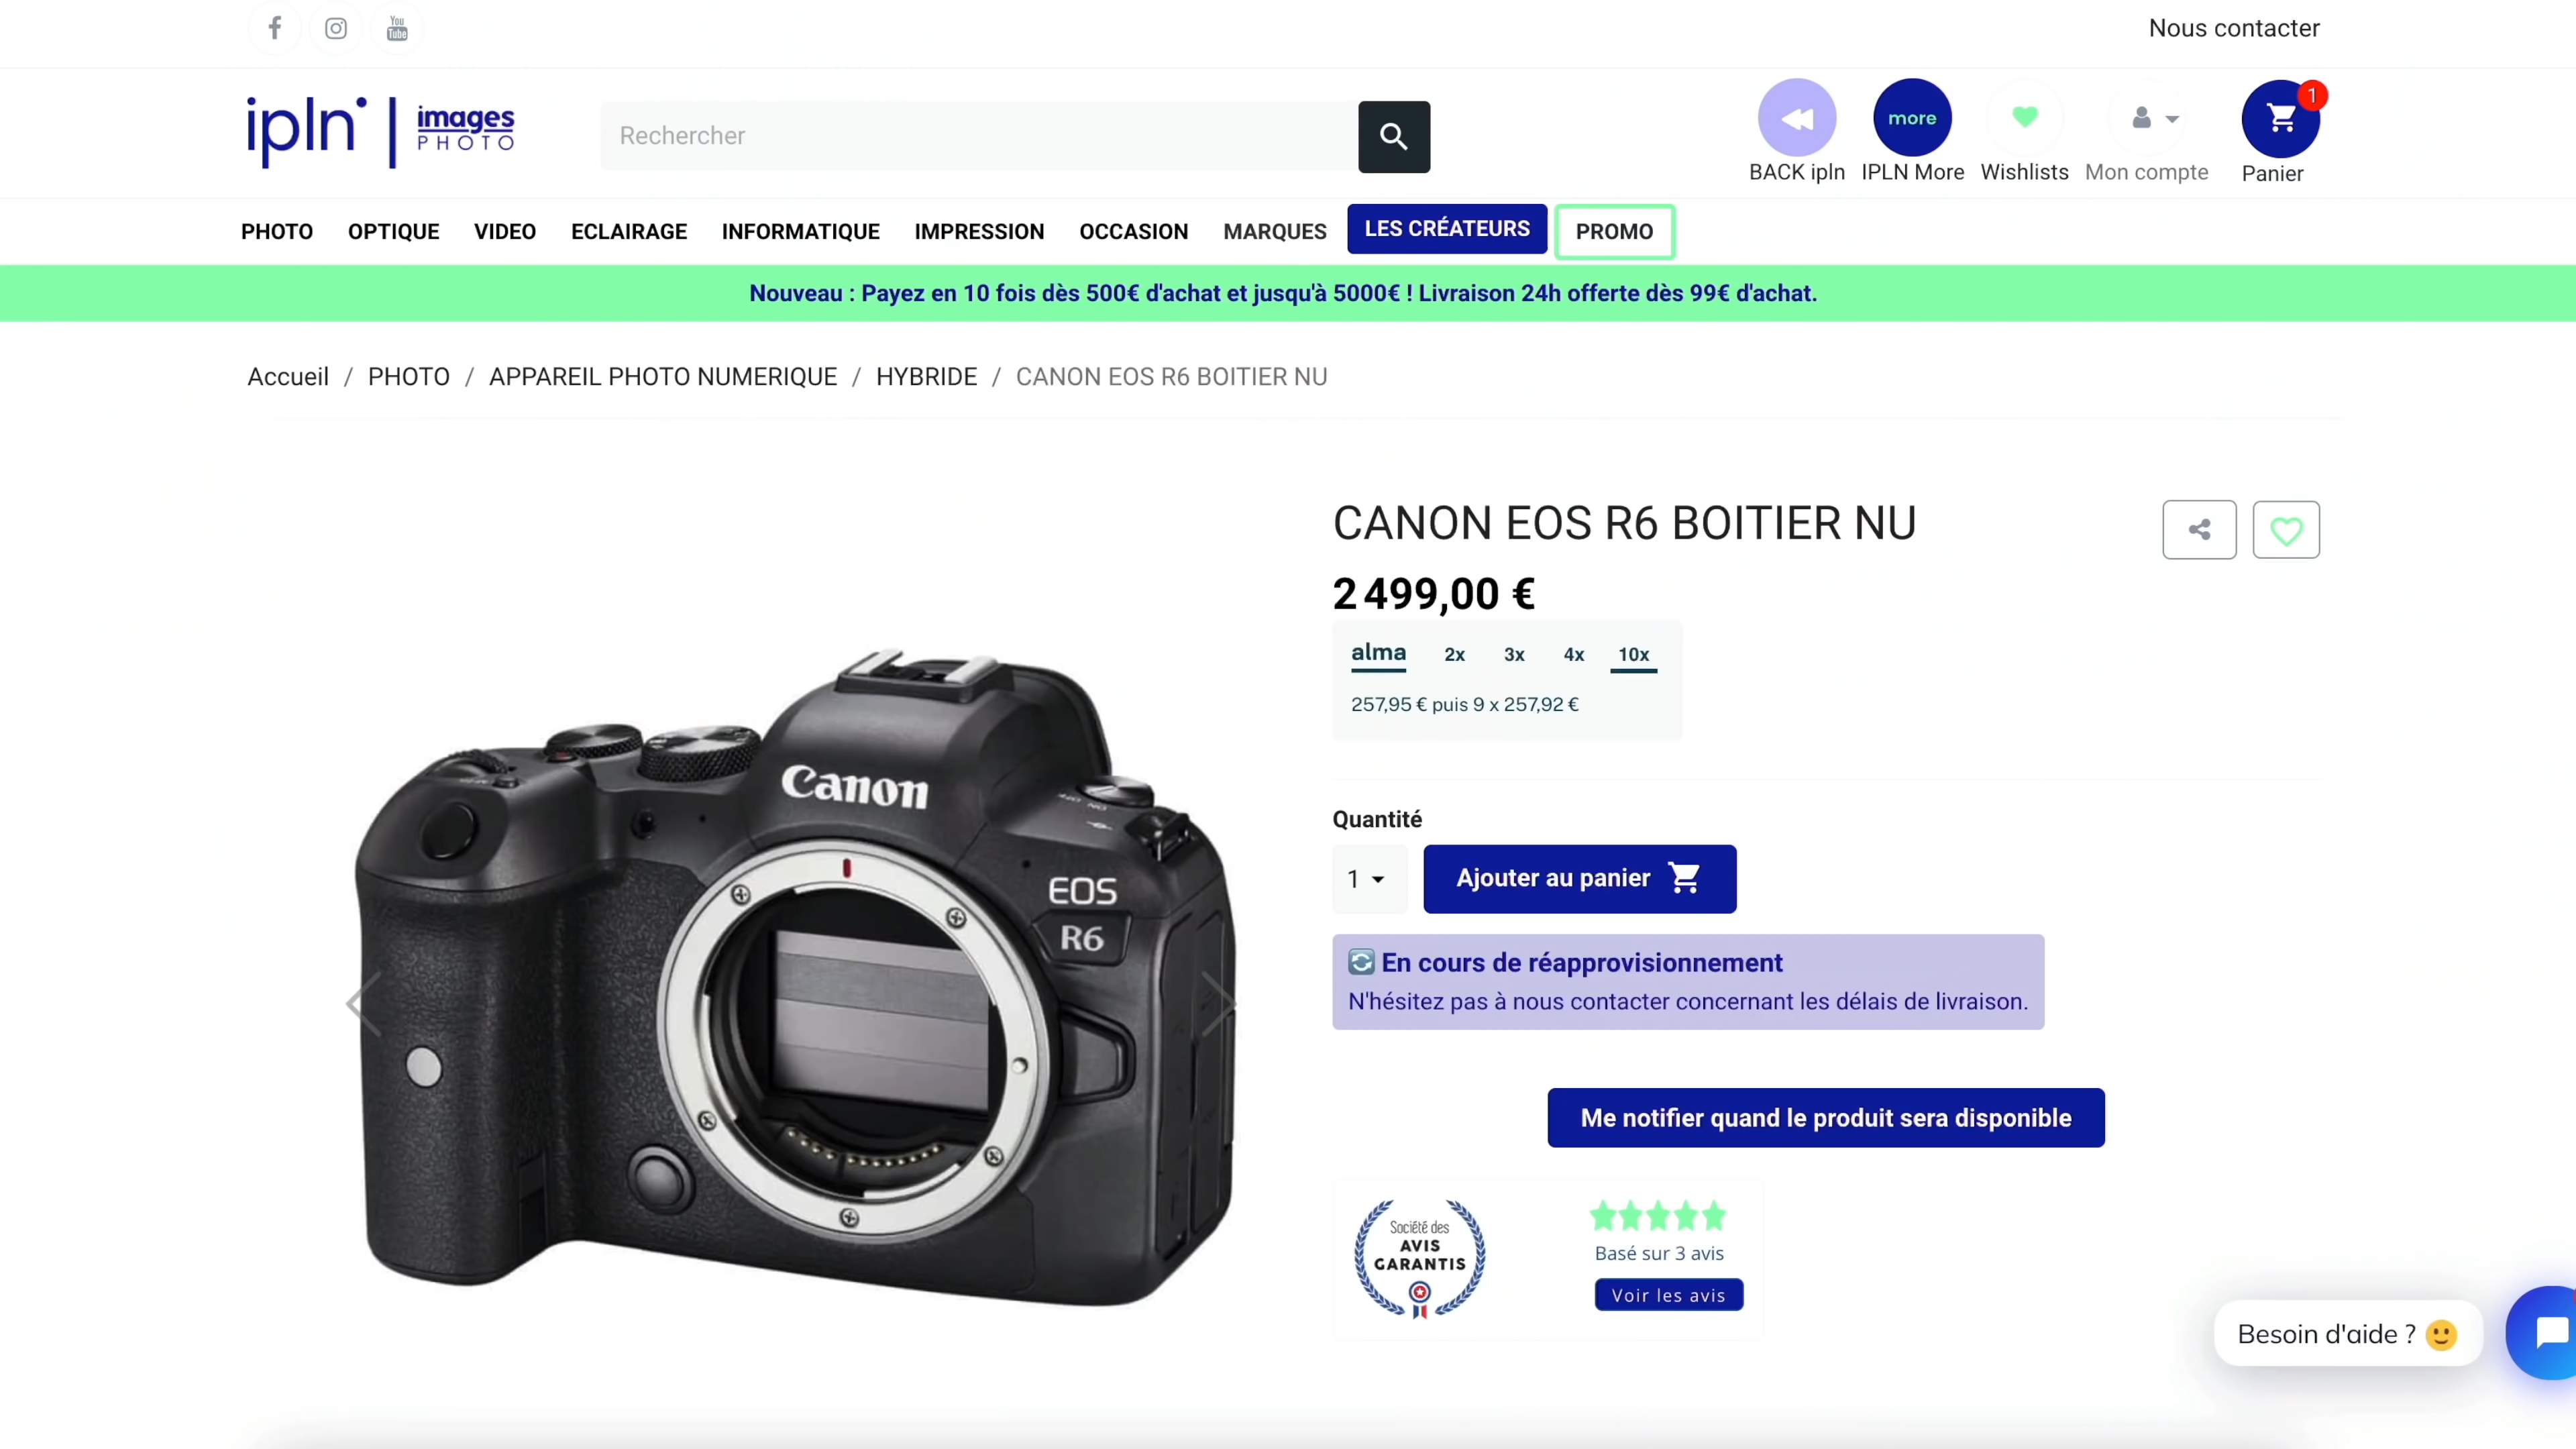 You
Tube
Nous contacter
ipln | images
PHOTO
Rechercher
more
1
BACK ipln
IPLN More
Wishlists
Mon compte
Panier
PHOTO
OPTIQUE
VIDEO
ECLAIRAGE
INFORMATIQUE
IMPRESSION
OCCASION
MARQUES
LES CRÉATEURS
PROMO
Nouveau : Payez en 10 fois dès 500€ d'achat et jusqu'à 5000€ ! Livraison 24h offerte dès 99€ d'achat.
Accueil / PHOTO / APPAREIL PHOTO NUMERIQUE / HYBRIDE / CANON EOS R6 BOITIER NU
Canon
EOS
R6
CANON EOS R6 BOITIER NU
2 499,00 €
alma 2x 3x 4x 10x
257,95 € puis 9 x 257,92 €
Quantité
1
Ajouter au panier
En cours de réapprovisionnement
N'hésitez pas à nous contacter concernant les délais de livraison.
Me notifier quand le produit sera disponible
Société des
AVIS
GARANTIS
Basé sur 3 avis
Voir les avis
Besoin d'aide ? 🙂